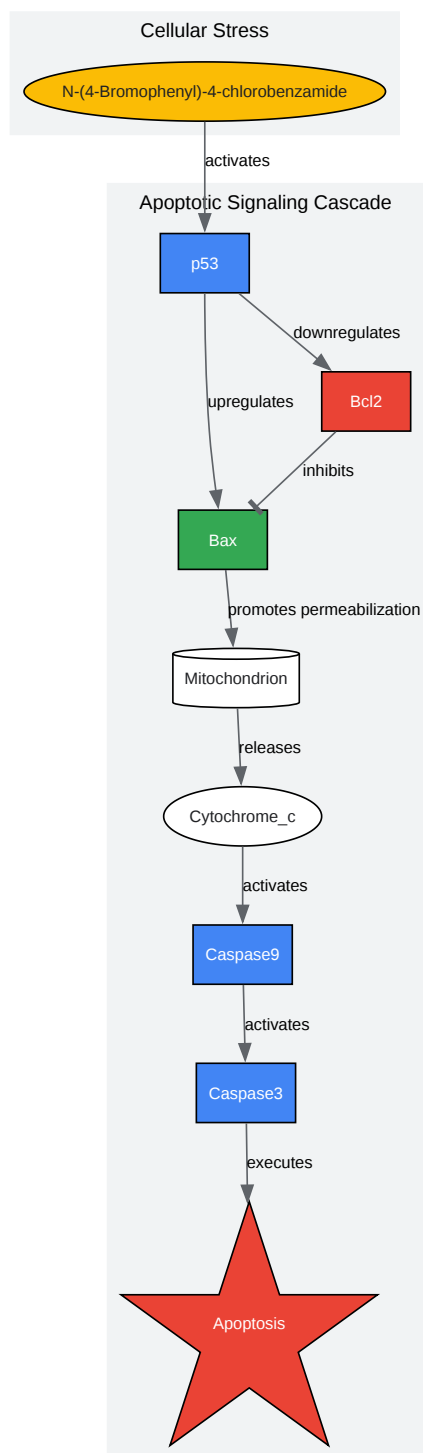 Cellular Stress
N-(4-Bromophenyl)-4-chlorobenzamide
activates
Apoptotic Signaling Cascade
p53
downregulates
upregulates
Bcl2
inhibits
Bax
promotes permeabilization
Mitochondrion
releases
Cytochrome_c
activates
Caspase9
activates
Caspase3
executes
Apoptosis